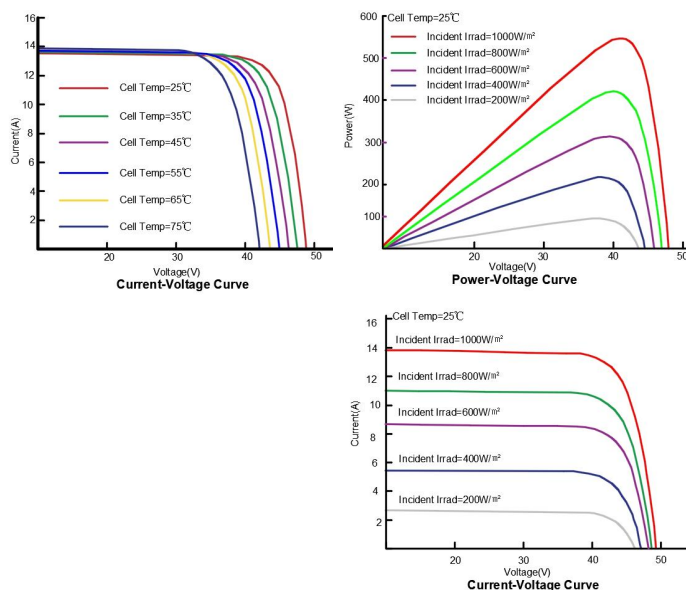 16
14
12
10
8
6
4
2
Current(A)
Cell Temp=25℃
Cell Temp=35℃
Cell Temp=45℃
Cell Temp=55℃
Cell Temp=65℃
Cell Temp=75℃
20
30
40
50
Voltage(V)
Current-Voltage Curve
Cell Temp=25℃
600
500
400
300
200
100
Power(W)
Incident Irrad=1000W/㎡
Incident Irrad=800W/㎡
Incident Irrad=600W/㎡
Incident Irrad=400W/㎡
Incident Irrad=200W/㎡
20
30
40
50
Voltage(V)
Power-Voltage Curve
Cell Temp=25℃
16
14
12
10
8
6
4
2
Current(A)
Incident Irrad=1000W/㎡
Incident Irrad=800W/㎡
Incident Irrad=600W/㎡
Incident Irrad=400W/㎡
Incident Irrad=200W/㎡
20
30
40
50
Voltage(V)
Current-Voltage Curve